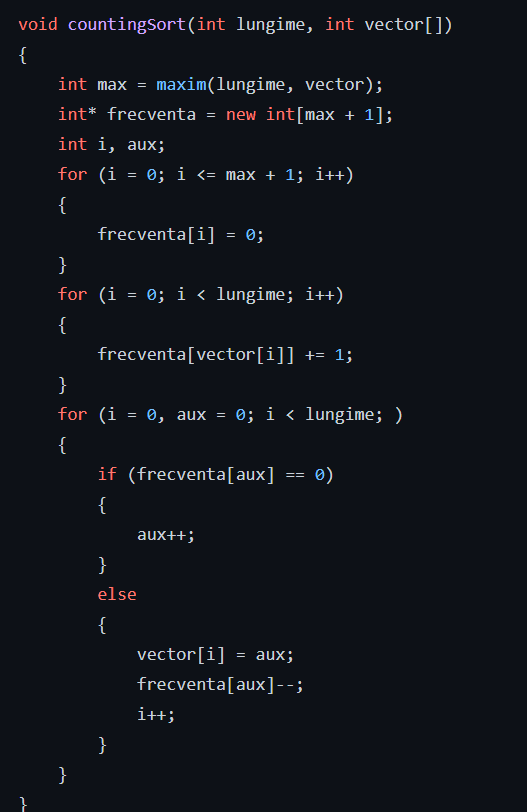 void countingSort(int lungime, int vector[])
{
    int max = maxim(lungime, vector);
    int* frecventa = new int[max + 1];
    int i, aux;
    for (i = 0; i <= max + 1; i++)
    {
        frecventa[i] = 0;
    }
    for (i = 0; i < lungime; i++)
    {
        frecventa[vector[i]] += 1;
    }
    for (i = 0, aux = 0; i < lungime; )
    {
        if (frecventa[aux] == 0)
        {
            aux++;
        }
        else
        {
            vector[i] = aux;
            frecventa[aux]--;
            i++;
        }
    }
}